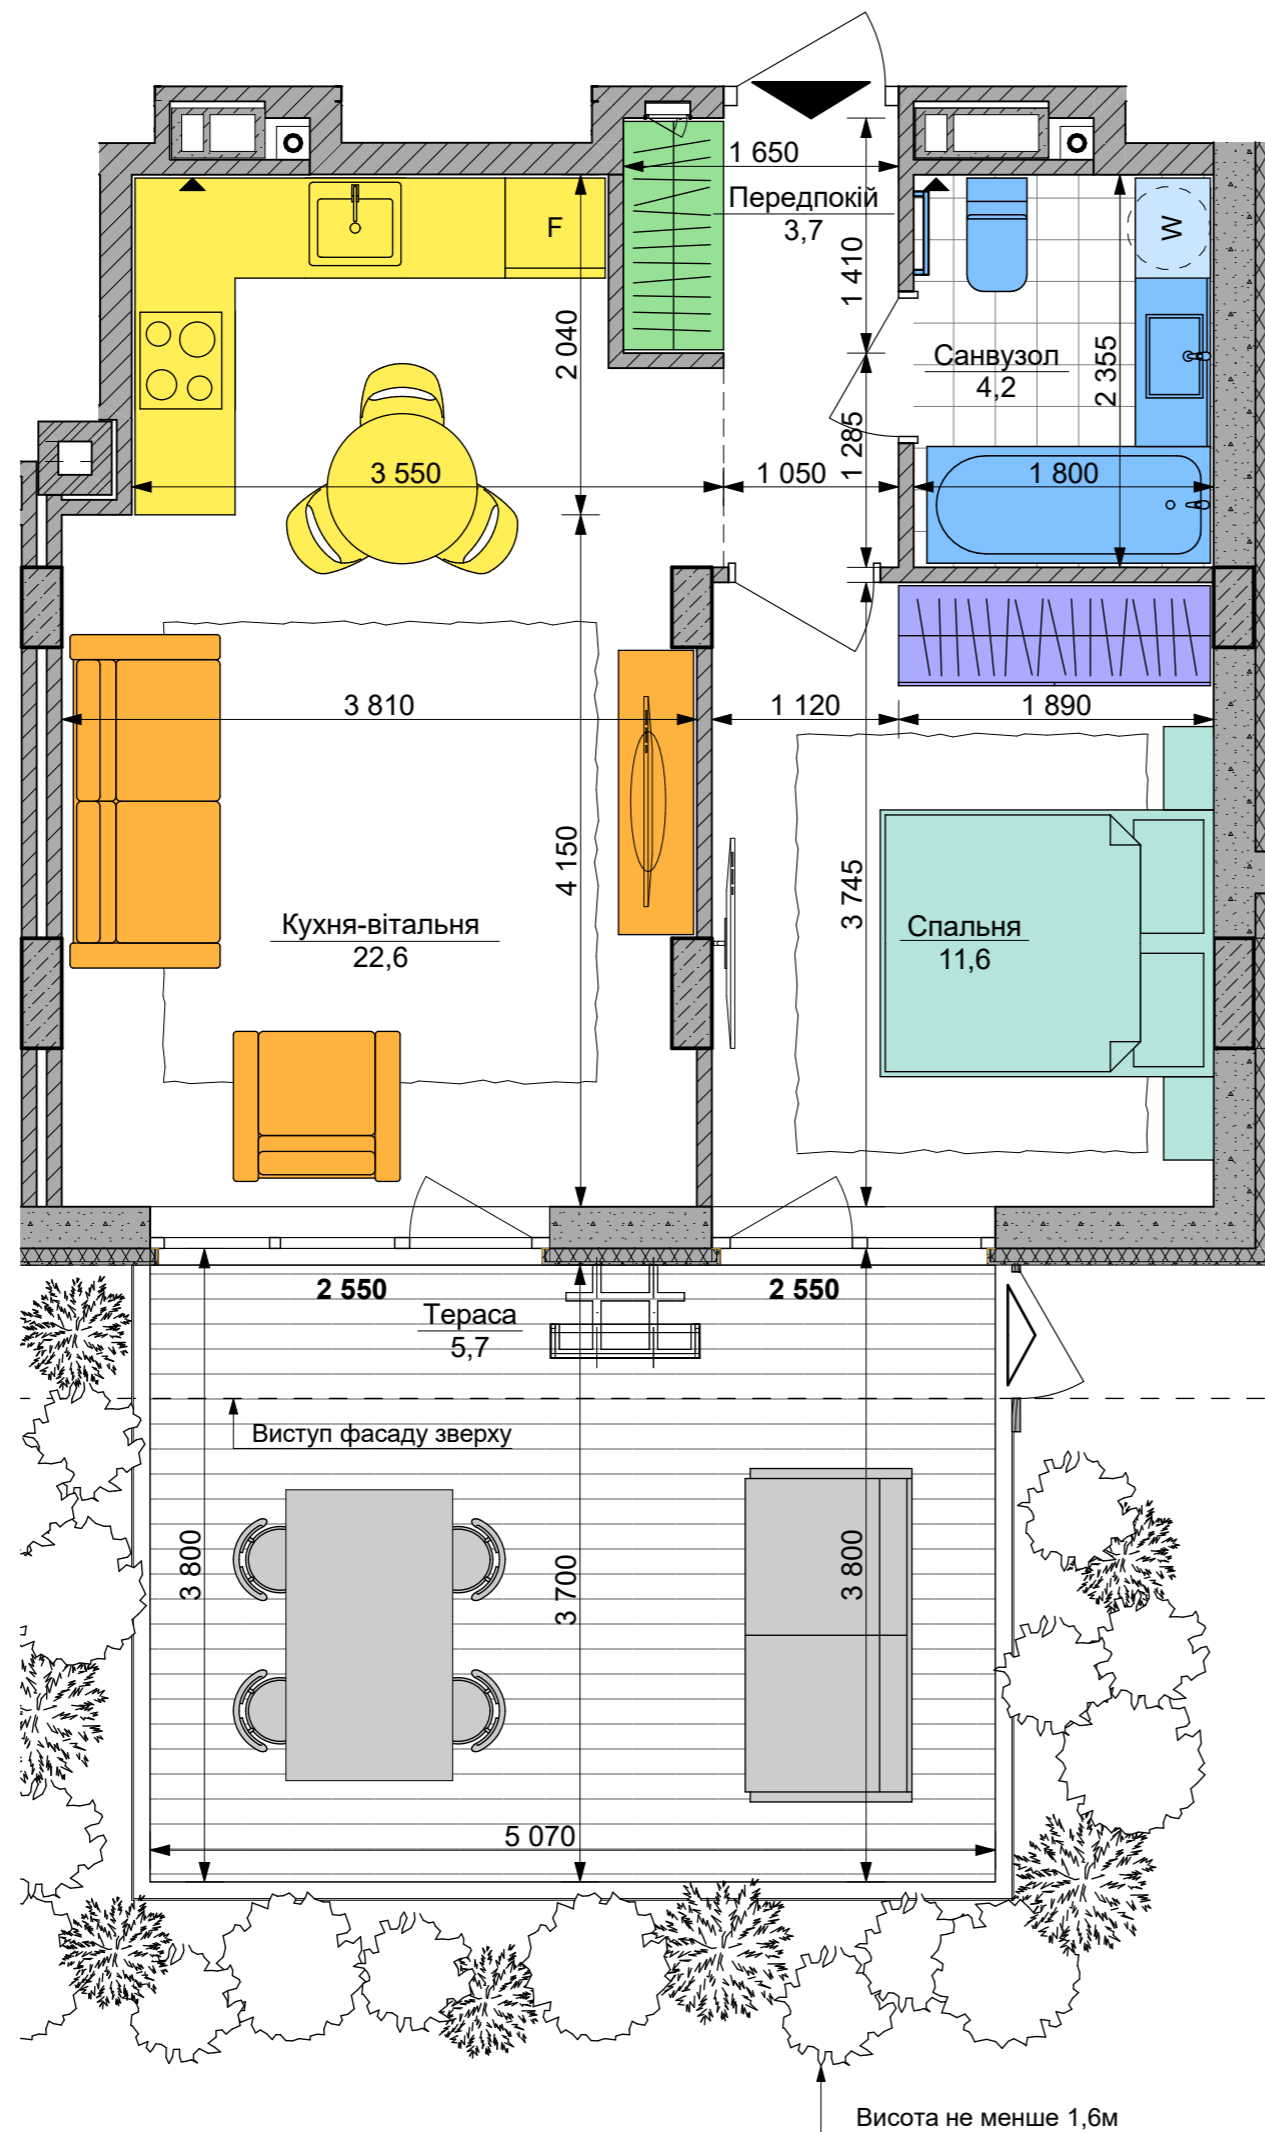 1 650
Передпокій
3,7
F
W
1 410
2 040
Санвузол
4,2
2 355
1 285
3 550
1 050
1 800
3 810
1 120
1 890
4 150
3 745
Кухня-вітальня
22,6
Спальня
11,6
2 550
2 550
Тераса
5,7
Виступ фасаду зверху
3 800
3 700
3 800
5 070
Висота не менше 1,6м